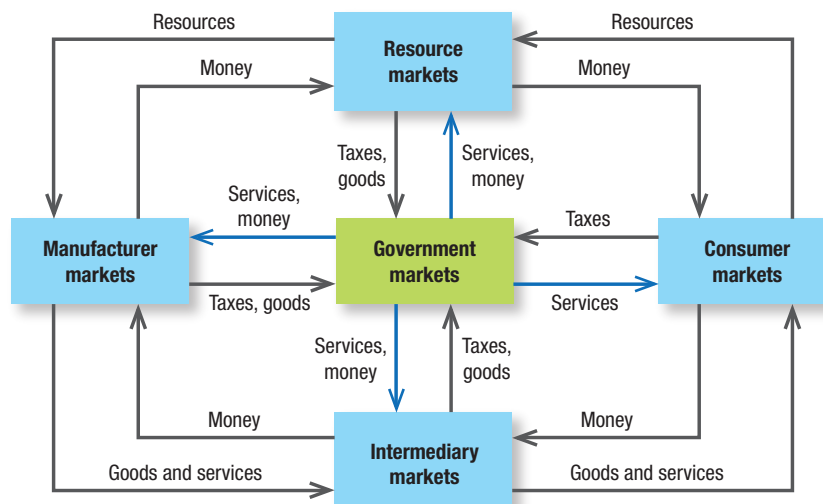 Resources
Resources
Resource
markets
Money
Money
Taxes,
goods
Services,
money
Services,
money
Taxes
Manufacturer
markets
Government
markets
Consumer
markets
Taxes, goods
Services
Services,
money
Taxes,
goods
Money
Money
Intermediary
markets
Goods and services
Goods and services